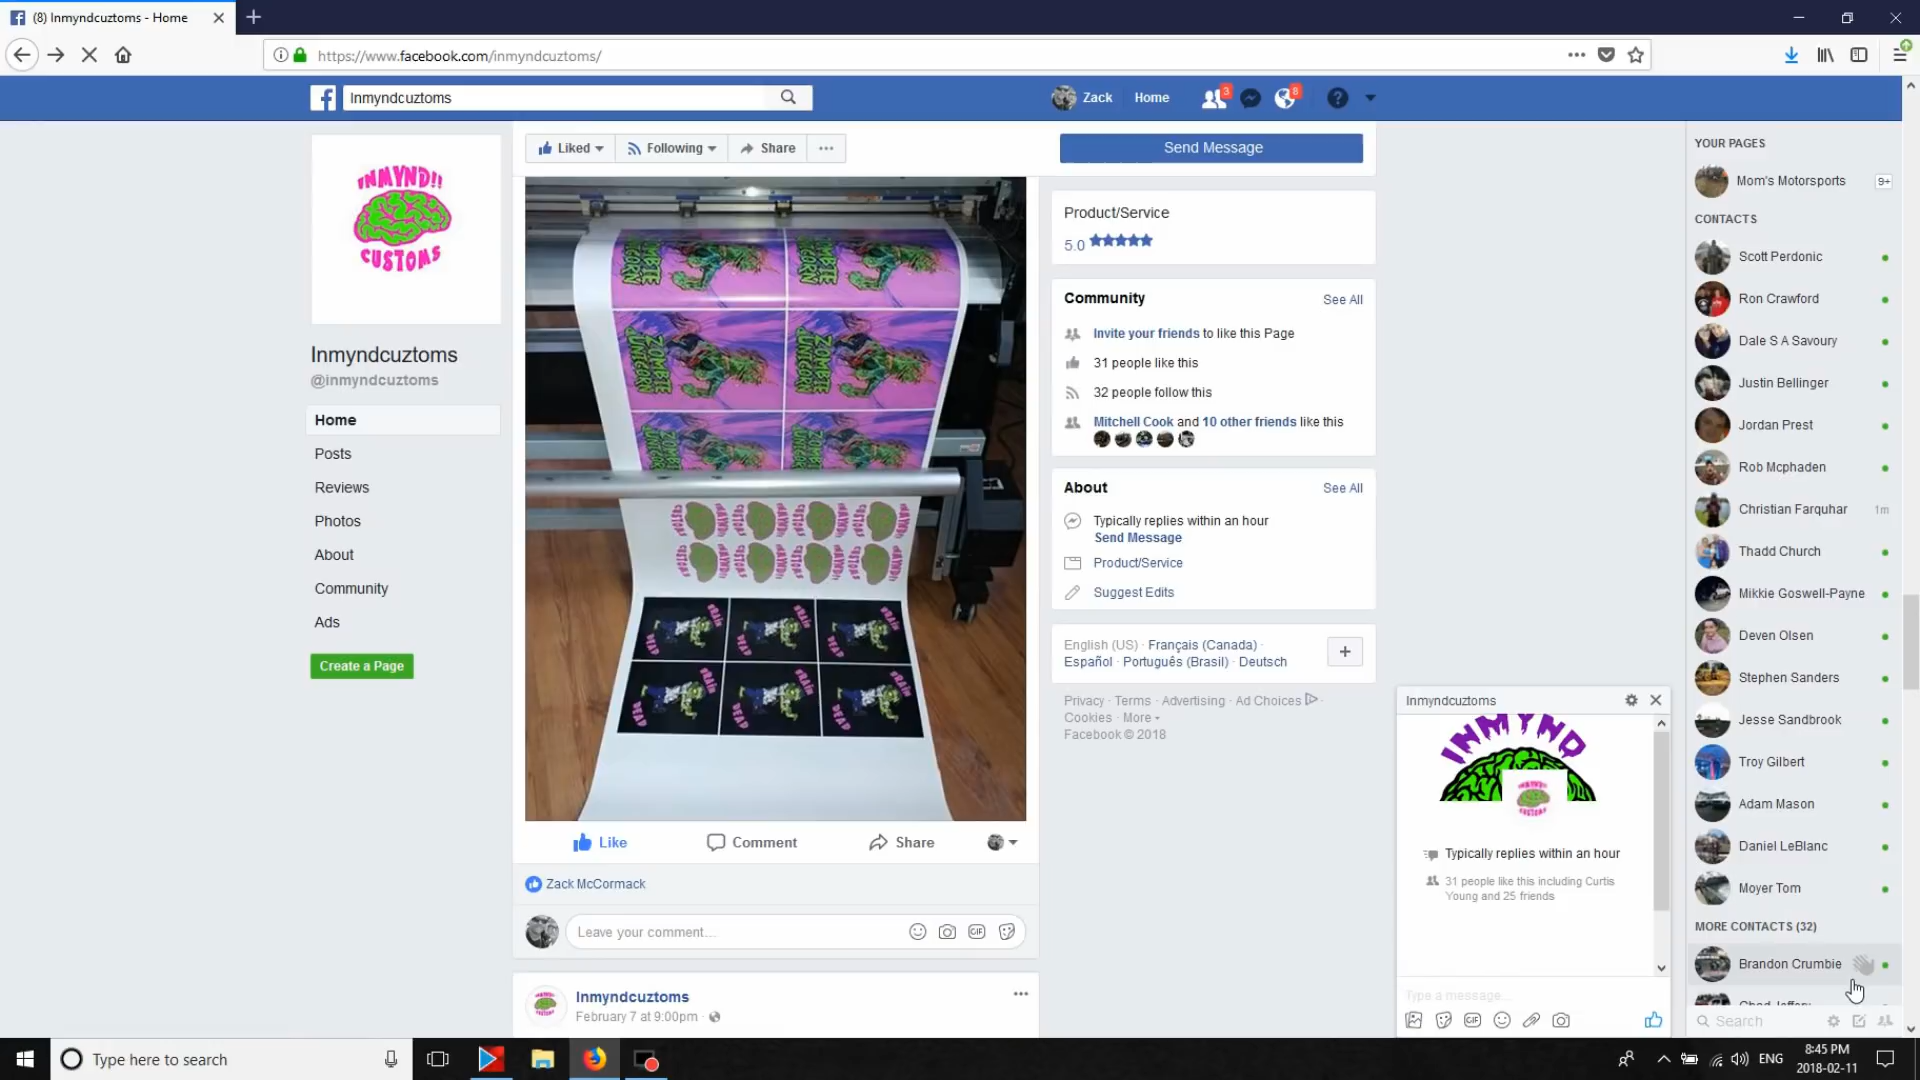 (8) Inmyndcuztoms - Home
https://www.facebook.com/inmyndcuztoms/
Inmyndcuztoms
Zack
Home
3
8
INMYND!!
CUSTOMS
Inmyndcuztoms
@inmyndcuztoms
Home
Posts
Reviews
Photos
About
Community
Ads
Create a Page
Liked
Following
Share
Send Message
ZOMBIE UNICORN
BRAIN DEAD
Like
Comment
Share
Zack McCormack
Leave your comment...
GIF
Inmyndcuztoms
February 7 at 9:00pm ·
Product/Service
5.0
Community
See All
Invite your friends to like this Page
31 people like this
32 people follow this
Mitchell Cook and 10 other friends like this
About
See All
Typically replies within an hour
Send Message
Product/Service
Suggest Edits
English (US) · Français (Canada) ·
Español · Português (Brasil) · Deutsch
Privacy · Terms · Advertising · Ad Choices
Cookies · More
Facebook © 2018
Inmyndcuztoms
INMYND
Typically replies within an hour
31 people like this including Curtis
Young and 25 friends
Type a message...
GIF
YOUR PAGES
Mom's Motorsports
9+
CONTACTS
Scott Perdonic
Ron Crawford
Dale S A Savoury
Justin Bellinger
Jordan Prest
Rob Mcphaden
Christian Farquhar
1m
Thadd Church
Mikkie Goswell-Payne
Deven Olsen
Stephen Sanders
Jesse Sandbrook
Troy Gilbert
Adam Mason
Daniel LeBlanc
Moyer Tom
MORE CONTACTS (32)
Brandon Crumbie
Search
Type here to search
ENG
8:45 PM
2018-02-11